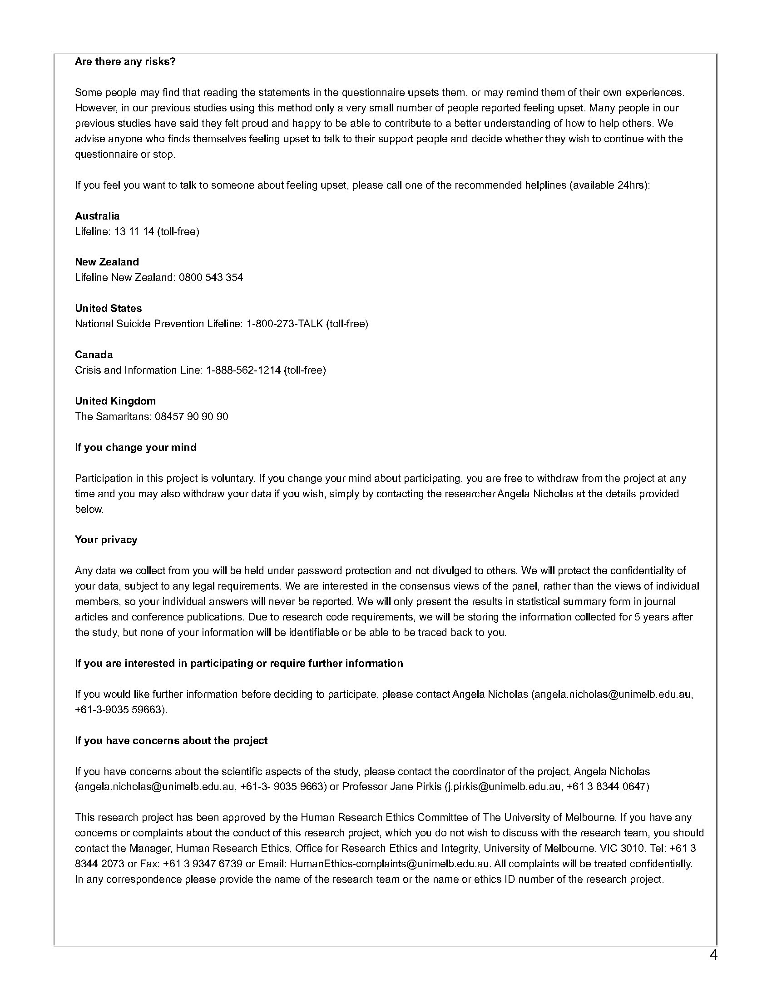 Are there any risks?
Some people may find that reading the statements in the questionnaire upsets them, or may remind them of their own experiences.
However, in our previous studies using this method only a very small number of people reported feeling upset. Many people in our
previous studies have said they felt proud and happy to be able to contribute to a better understanding of how to help others. We
advise anyone who finds themselves feeling upset to talk to their support people and decide whether they wish to continue with the
questionnaire or stop.
If you feel you want to talk to someone about feeling upset, please call one of the recommended helplines (available 24hrs):
Australia
Lifeline: 13 11 14 (toll-free)
New Zealand
Lifeline New Zealand: 0800 543 354
United States
National Suicide Prevention Lifeline: 1-800-273-TALK (toll-free)
Canada
Crisis and Information Line: 1-888-562-1214 (toll-free)
United Kingdom
The Samaritans: 08457 90 90 90
If you change your mind
Participation in this project is voluntary. If you change your mind about participating, you are free to withdraw from the project at any
time and you may also withdraw your data if you wish, simply by contacting the researcher Angela Nicholas at the details provided
below.
Your privacy
Any data we collect from you will be held under password protection and not divulged to others. We will protect the confidentiality of
your data, subject to any legal requirements. We are interested in the consensus views of the panel, rather than the views of individual
members, so your individual answers will never be reported. We will only present the results in statistical summary form in journal
articles and conference publications. Due to research code requirements, we will be storing the information collected for 5 years after
the study, but none of your information will be identifiable or be able to be traced back to you.
If you are interested in participating or require further information
If you would like further information before deciding to participate, please contact Angela Nicholas (angela.nicholas@unimelb.edu.au,
+61-3-9035 59663).
If you have concerns about the project
If you have concerns about the scientific aspects of the study, please contact the coordinator of the project, Angela Nicholas
(angela.nicholas@unimelb.edu.au, +61-3- 9035 9663) or Professor Jane Pirkis (j.pirkis@unimelb.edu.au, +61 3 8344 0647)
This research project has been approved by the Human Research Ethics Committee of The University of Melbourne. If you have any
concerns or complaints about the conduct of this research project, which you do not wish to discuss with the research team, you should
contact the Manager, Human Research Ethics, Office for Research Ethics and Integrity, University of Melbourne, VIC 3010. Tel: +61 3
8344 2073 or Fax: +61 3 9347 6739 or Email: HumanEthics-complaints@unimelb.edu.au. All complaints will be treated confidentially.
In any correspondence please provide the name of the research team or the name or ethics ID number of the research project.
4